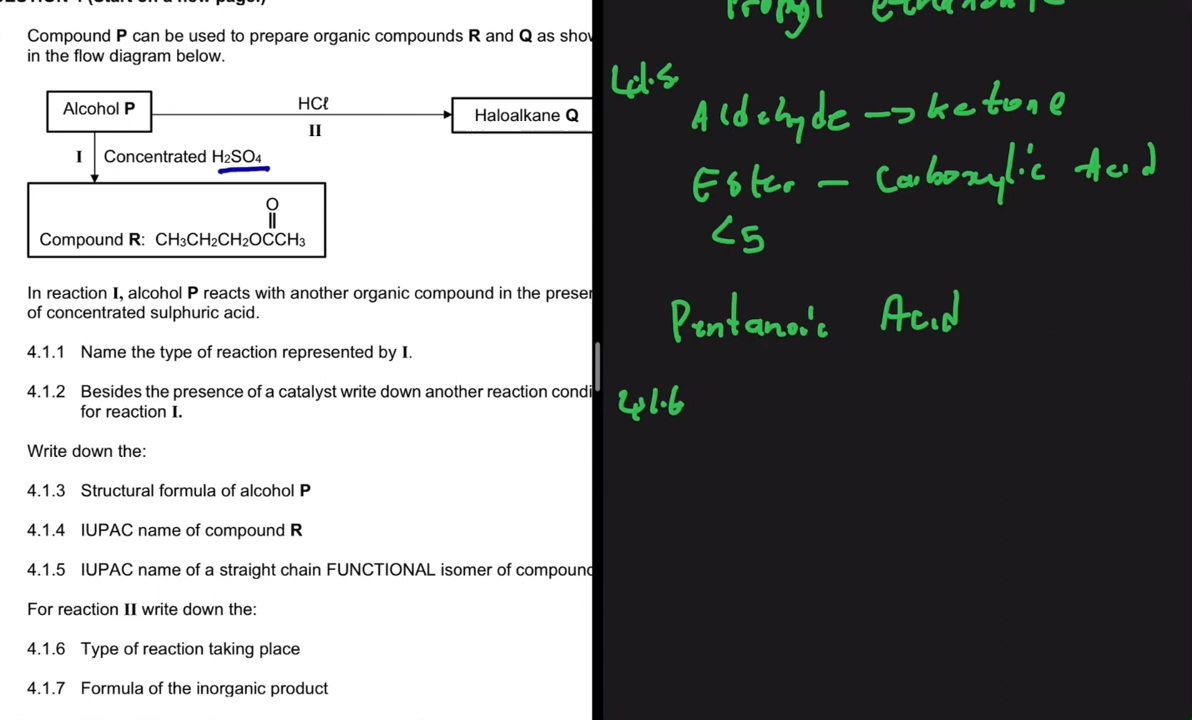 Compound P can be used to prepare organic compounds R and Q as
in the flow diagram below.
Alcohol P
HCℓ
II
Haloalkane Q
I Concentrated H₂SO₄
O
||
Compound R: CH₃CH₂CH₂OCCH₃
In reaction I, alcohol P reacts with another organic compound in the
of concentrated sulphuric acid.
4.1.1 Name the type of reaction represented by I.
4.1.2 Besides the presence of a catalyst write down another reaction
for reaction I.
Write down the:
4.1.3 Structural formula of alcohol P
4.1.4 IUPAC name of compound R
4.1.5 IUPAC name of a straight chain FUNCTIONAL isomer of compound
For reaction II write down the:
4.1.6 Type of reaction taking place
4.1.7 Formula of the inorganic product
4.1.5
Aldehyde → ketone
Ester – Carboxylic Acid
<5
Pentanoic Acid
4.1.6